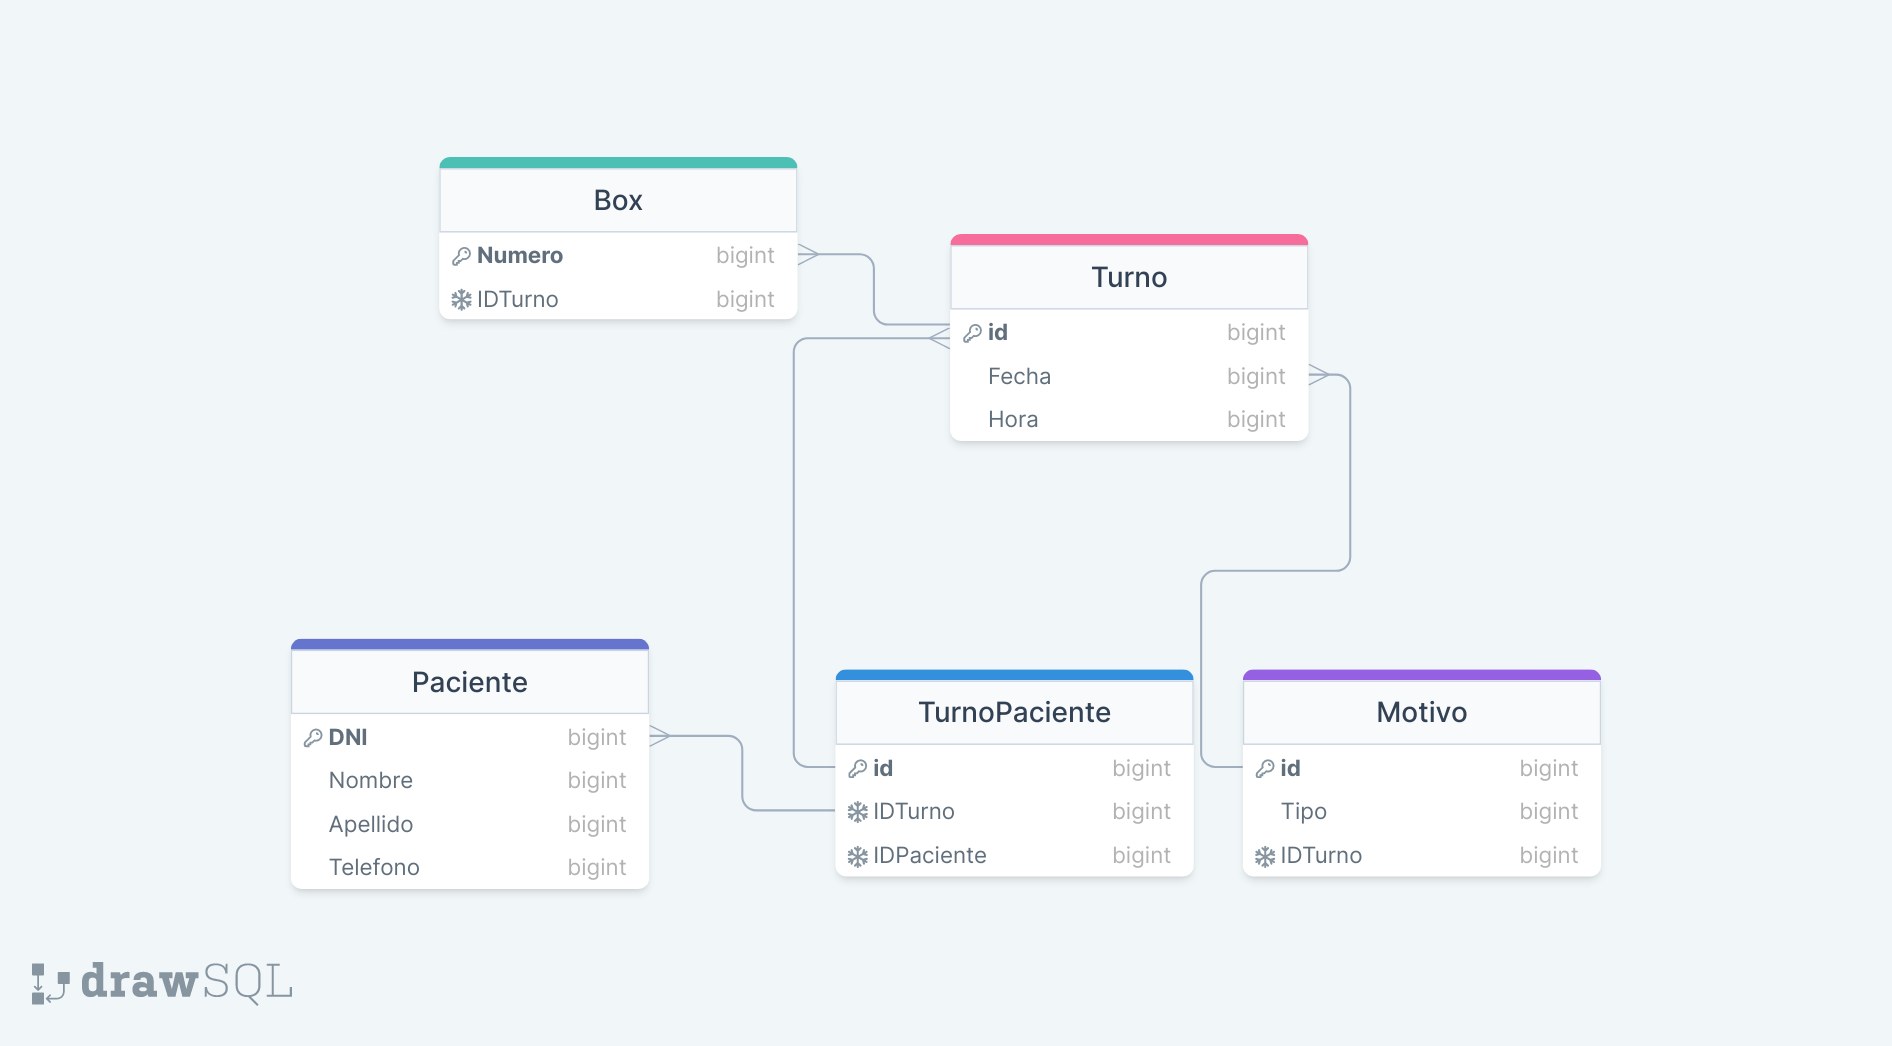 Box
Numero bigint
IDTurno bigint
Turno
id bigint
Fecha bigint
Hora bigint
Paciente
DNI bigint
Nombre bigint
Apellido bigint
Telefono bigint
TurnoPaciente
id bigint
IDTurno bigint
IDPaciente bigint
Motivo
id bigint
Tipo bigint
IDTurno bigint
drawSQL